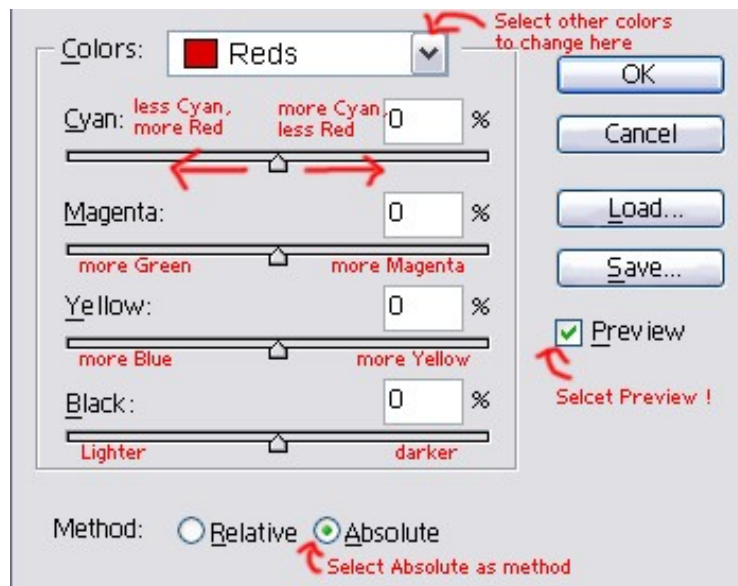 Select other colors
to change here
Colors: Reds
OK
less Cyan,
more Red
more Cyan,
less Red
Cyan: 0 %
Cancel
Magenta: 0 %
Load...
more Green more Magenta
Save...
Yellow: 0 %
Preview
more Blue more Yellow
Selcet Preview !
Black: 0 %
Lighter darker
Method: Relative Absolute
Select Absolute as method